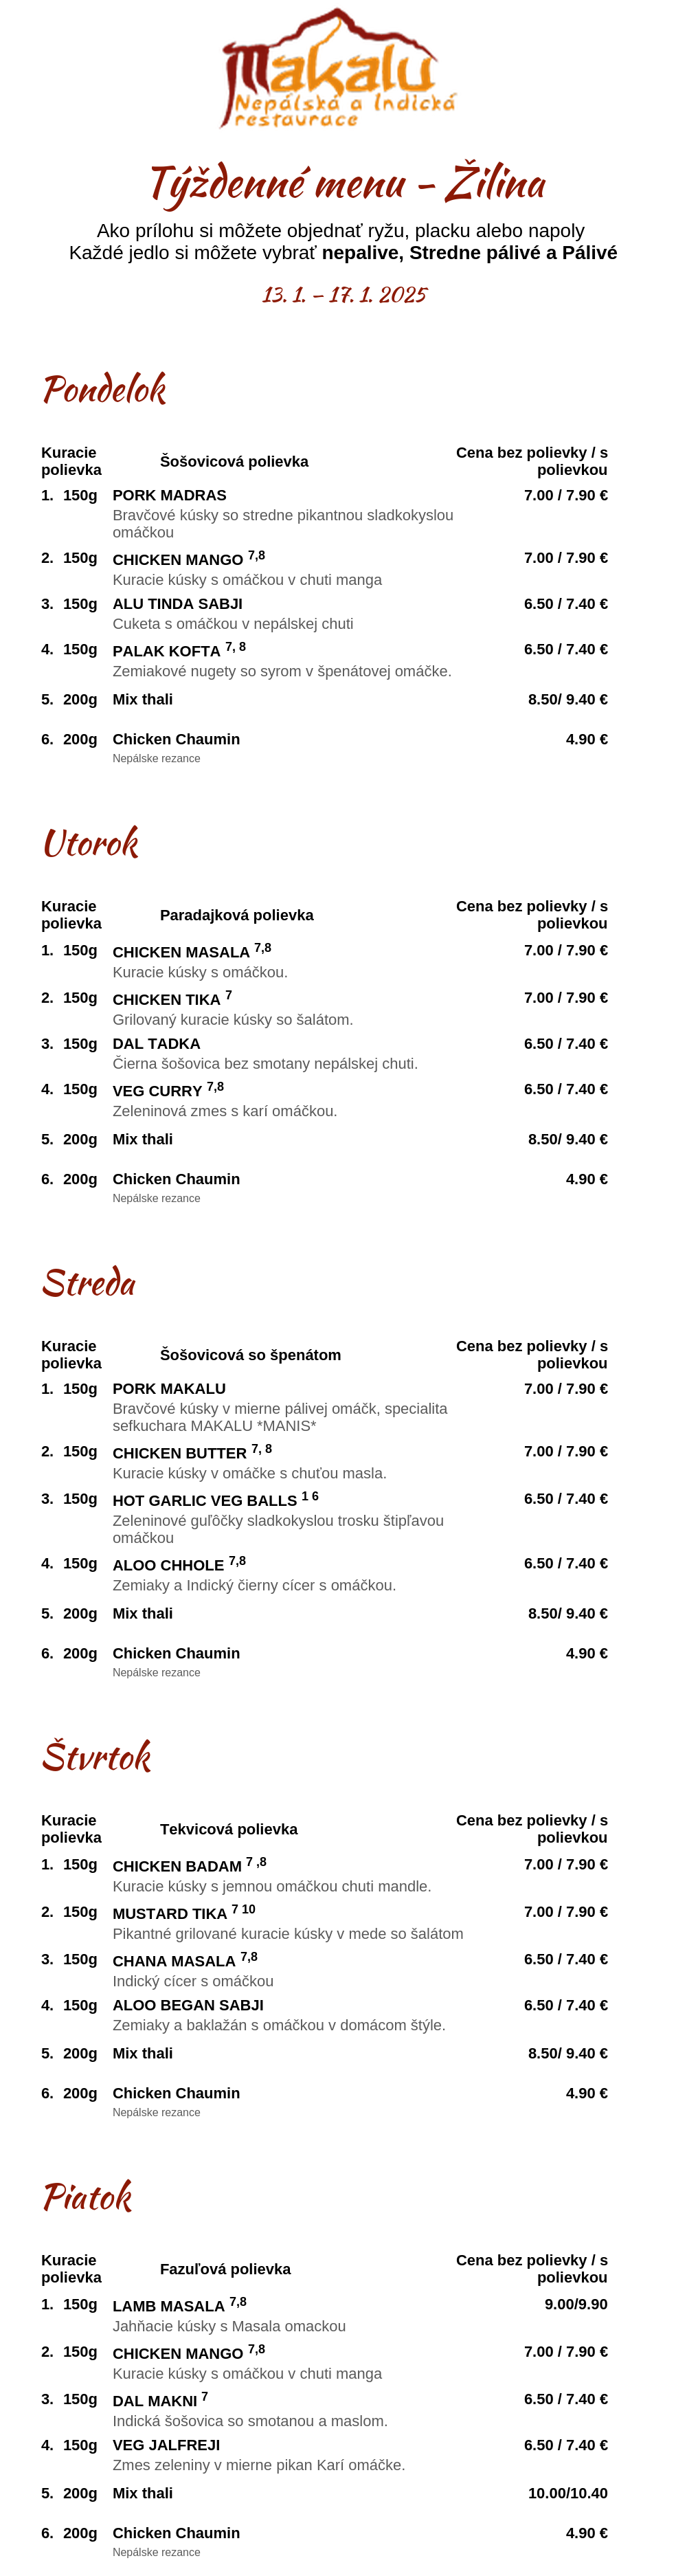 Makalu
Nepálská a Indická
restaurace
Týždenné menu - Žilina
Ako prílohu si môžete objednať ryžu, placku alebo napoly
Každé jedlo si môžete vybrať nepalive, Stredne pálivé a Pálivé
13. 1. – 17. 1. 2025
Pondelok
Kuracie polievka Šošovicová polievka Cena bez polievky / s polievkou
1. 150g PORK MADRAS 7.00 / 7.90 €
Bravčové kúsky so stredne pikantnou sladkokyslou
omáčkou
2. 150g CHICKEN MANGO 7,8 7.00 / 7.90 €
Kuracie kúsky s omáčkou v chuti manga
3. 150g ALU TINDA SABJI 6.50 / 7.40 €
Cuketa s omáčkou v nepálskej chuti
4. 150g PALAK KOFTA 7, 8 6.50 / 7.40 €
Zemiakové nugety so syrom v špenátovej omáčke.
5. 200g Mix thali 8.50/ 9.40 €
6. 200g Chicken Chaumin 4.90 €
Nepálske rezance
Utorok
Kuracie polievka Paradajková polievka Cena bez polievky / s polievkou
1. 150g CHICKEN MASALA 7,8 7.00 / 7.90 €
Kuracie kúsky s omáčkou.
2. 150g CHICKEN TIKA 7 7.00 / 7.90 €
Grilovaný kuracie kúsky so šalátom.
3. 150g DAL TADKA 6.50 / 7.40 €
Čierna šošovica bez smotany nepálskej chuti.
4. 150g VEG CURRY 7,8 6.50 / 7.40 €
Zeleninová zmes s karí omáčkou.
5. 200g Mix thali 8.50/ 9.40 €
6. 200g Chicken Chaumin 4.90 €
Nepálske rezance
Streda
Kuracie polievka Šošovicová so špenátom Cena bez polievky / s polievkou
1. 150g PORK MAKALU 7.00 / 7.90 €
Bravčové kúsky v mierne pálivej omáčk, specialita
sefkuchara MAKALU *MANIS*
2. 150g CHICKEN BUTTER 7, 8 7.00 / 7.90 €
Kuracie kúsky v omáčke s chuťou masla.
3. 150g HOT GARLIC VEG BALLS 1 6 6.50 / 7.40 €
Zeleninové guľôčky sladkokyslou trosku štipľavou
omáčkou
4. 150g ALOO CHHOLE 7,8 6.50 / 7.40 €
Zemiaky a Indický čierny cícer s omáčkou.
5. 200g Mix thali 8.50/ 9.40 €
6. 200g Chicken Chaumin 4.90 €
Nepálske rezance
Štvrtok
Kuracie polievka Tekvicová polievka Cena bez polievky / s polievkou
1. 150g CHICKEN BADAM 7 ,8 7.00 / 7.90 €
Kuracie kúsky s jemnou omáčkou chuti mandle.
2. 150g MUSTARD TIKA 7 10 7.00 / 7.90 €
Pikantné grilované kuracie kúsky v mede so šalátom
3. 150g CHANA MASALA 7,8 6.50 / 7.40 €
Indický cícer s omáčkou
4. 150g ALOO BEGAN SABJI 6.50 / 7.40 €
Zemiaky a baklažán s omáčkou v domácom štýle.
5. 200g Mix thali 8.50/ 9.40 €
6. 200g Chicken Chaumin 4.90 €
Nepálske rezance
Piatok
Kuracie polievka Fazuľová polievka Cena bez polievky / s polievkou
1. 150g LAMB MASALA 7,8 9.00/9.90
Jahňacie kúsky s Masala omackou
2. 150g CHICKEN MANGO 7,8 7.00 / 7.90 €
Kuracie kúsky s omáčkou v chuti manga
3. 150g DAL MAKNI 7 6.50 / 7.40 €
Indická šošovica so smotanou a maslom.
4. 150g VEG JALFREJI 6.50 / 7.40 €
Zmes zeleniny v mierne pikan Karí omáčke.
5. 200g Mix thali 10.00/10.40
6. 200g Chicken Chaumin 4.90 €
Nepálske rezance